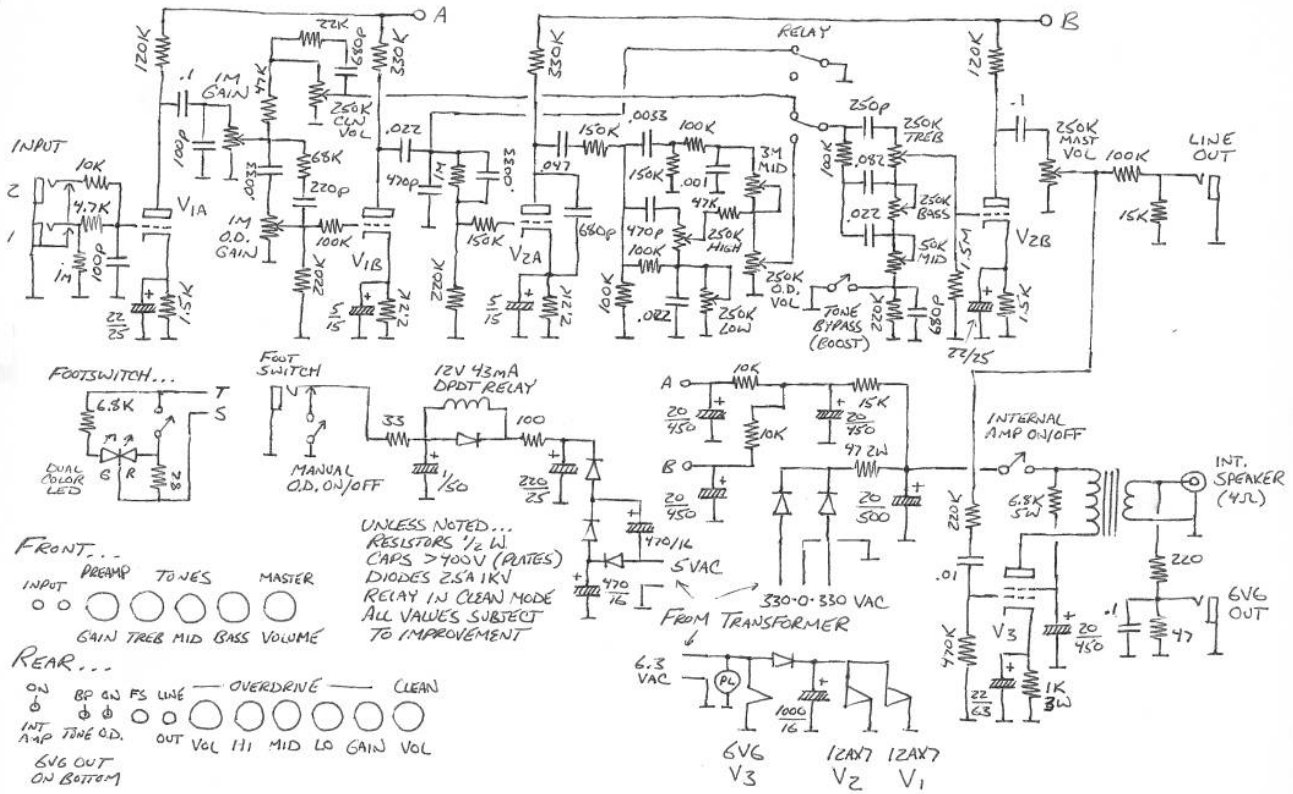 A
B
120K
.1
1M
GAIN
47K
22K
680p
330K
250K
CLN
VOL
INPUT
2
1
10K
4.7K
1M
100p
V1A
22/25
1.5K
100p
.0033
1M
O.D.
GAIN
68K
220p
100K
220K
V1B
5/15
2.2K
.022
470p
1M
.0033
220K
150K
330K
V2A
5/15
2.2K
.047
680p
150K
100K
.0033
150K
100K
.001
3M
MID
47K
470p
100K
250K
HIGH
.022
250K
LOW
250K
O.D.
VOL
RELAY
250p
250K
TREB
100K
.082
250K
BASS
.022
50K
MID
TONE
BYPASS
(BOOST)
220K
680p
1.5M
120K
V2B
22/25
1.5K
.1
250K
MAST
VOL
100K
15K
LINE
OUT
FOOTSWITCH...
6.8K
T
S
G R
DUAL
COLOR
LED
FOOT
SWITCH
MANUAL
O.D. ON/OFF
12V 43mA
DPDT RELAY
33
1/50
100
220
25
470/16
470
16
5VAC
A
10K
20
450
20
450
15K
10K
B
20
450
47 2W
20
500
330-0-330 VAC
FROM TRANSFORMER
UNLESS NOTED...
RESISTORS 1/2 W
CAPS >400V (PLATES)
DIODES 2.5A 1KV
RELAY IN CLEAN MODE
ALL VALUES SUBJECT
TO IMPROVEMENT
INTERNAL
AMP ON/OFF
220K
.01
470K
6.8K
5W
V3
22
63
1K
3W
20
450
INT.
SPEAKER
(4Ω)
220
.1
47
6V6
OUT
6.3
VAC
PL
1000
16
6V6
V3
12AX7
V2
12AX7
V1
FRONT...
INPUT
PREAMP TONES MASTER
GAIN TREB MID BASS VOLUME
REAR...
ON BP ON FS LINE OVERDRIVE CLEAN
INT
AMP TONE O.D. OUT VOL HI MID LO GAIN VOL
6V6 OUT
ON BOTTOM